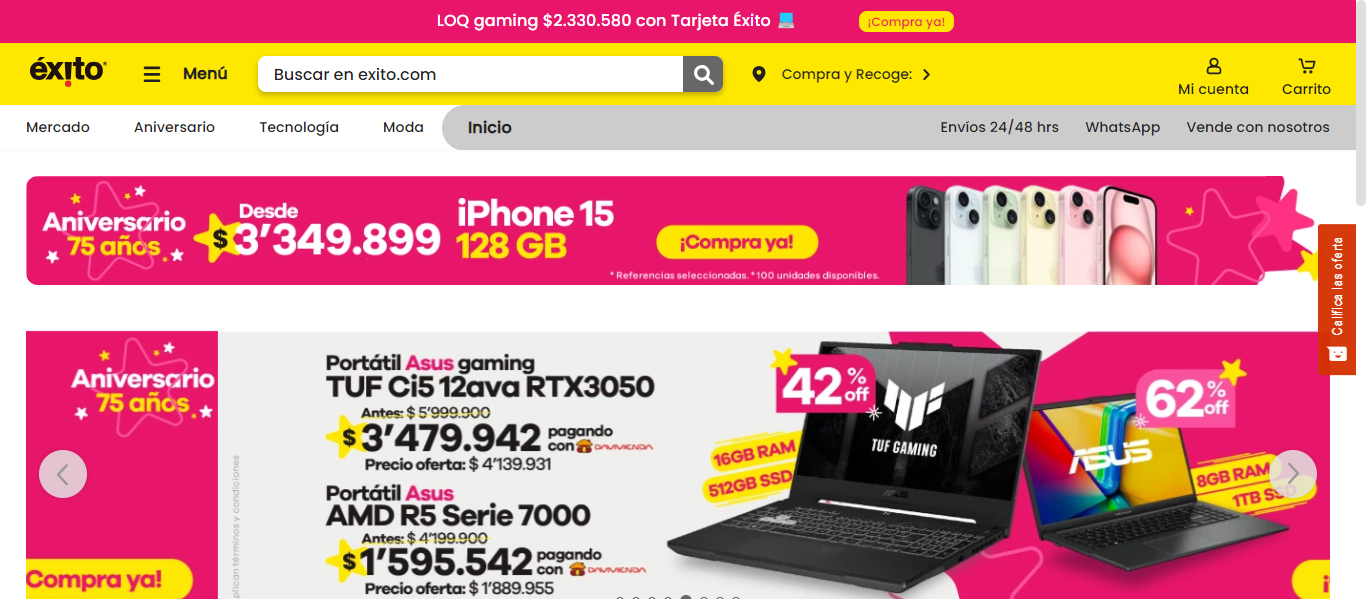 LOQ gaming $2.330.580 con Tarjeta Éxito
¡Compra ya!
éxito
Menú
Buscar en exito.com
Compra y Recoge:
Mi cuenta
Carrito
Mercado
Aniversario
Tecnología
Moda
Inicio
Envíos 24/48 hrs
WhatsApp
Vende con nosotros
Aniversario
75 años
Desde
$3'349.899
iPhone 15
128 GB
¡Compra ya!
* Referencias seleccionadas. *100 unidades disponibles.
Califica las oferta
Aniversario
75 años
Compra ya!
plican términos y condiciones
Portátil Asus gaming
TUF Ci5 12ava RTX3050
Antes: $ 5'999.900
$3'479.942 pagando
con DAVIVIENDA
Precio oferta: $ 4'139.931
Portátil Asus
AMD R5 Serie 7000
Antes: $ 4'199.900
$1'595.542 pagando
con DAVIVIENDA
Precio oferta: $ 1'889.955
42% off
16GB RAM
512GB SSD
TUF GAMING
ASUS
62% off
ASUS
8GB RAM
1TB SSD